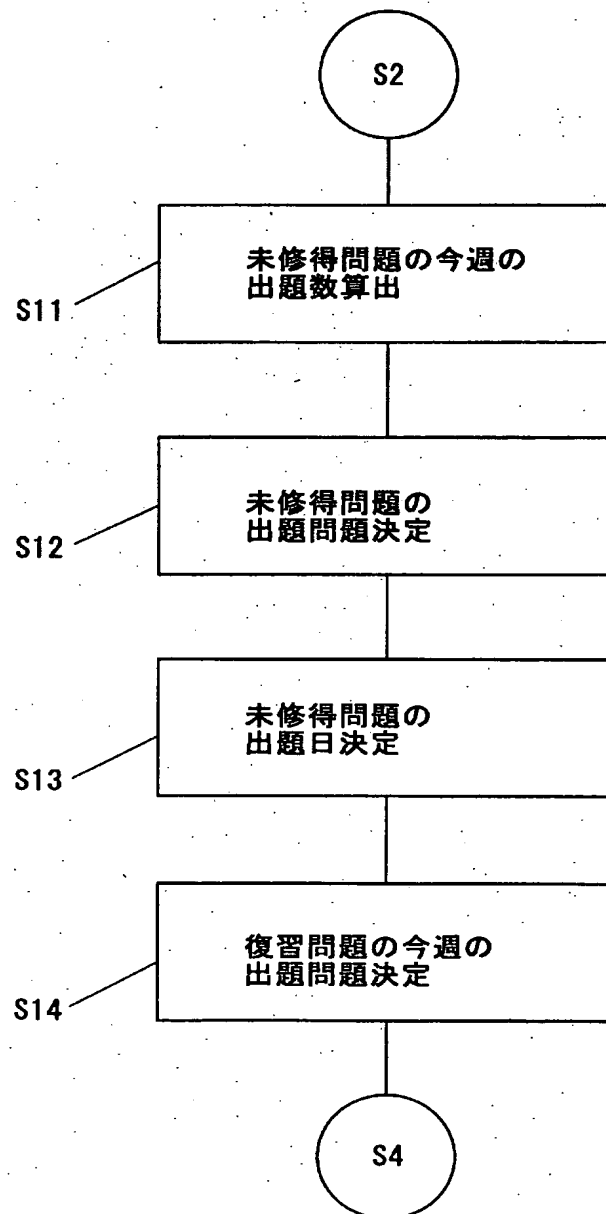 S2
未修得問題の今週の
出題数算出
S11
未修得問題の
出題問題決定
S12
未修得問題の
出題日決定
S13
復習問題の今週の
出題問題決定
S14
S4